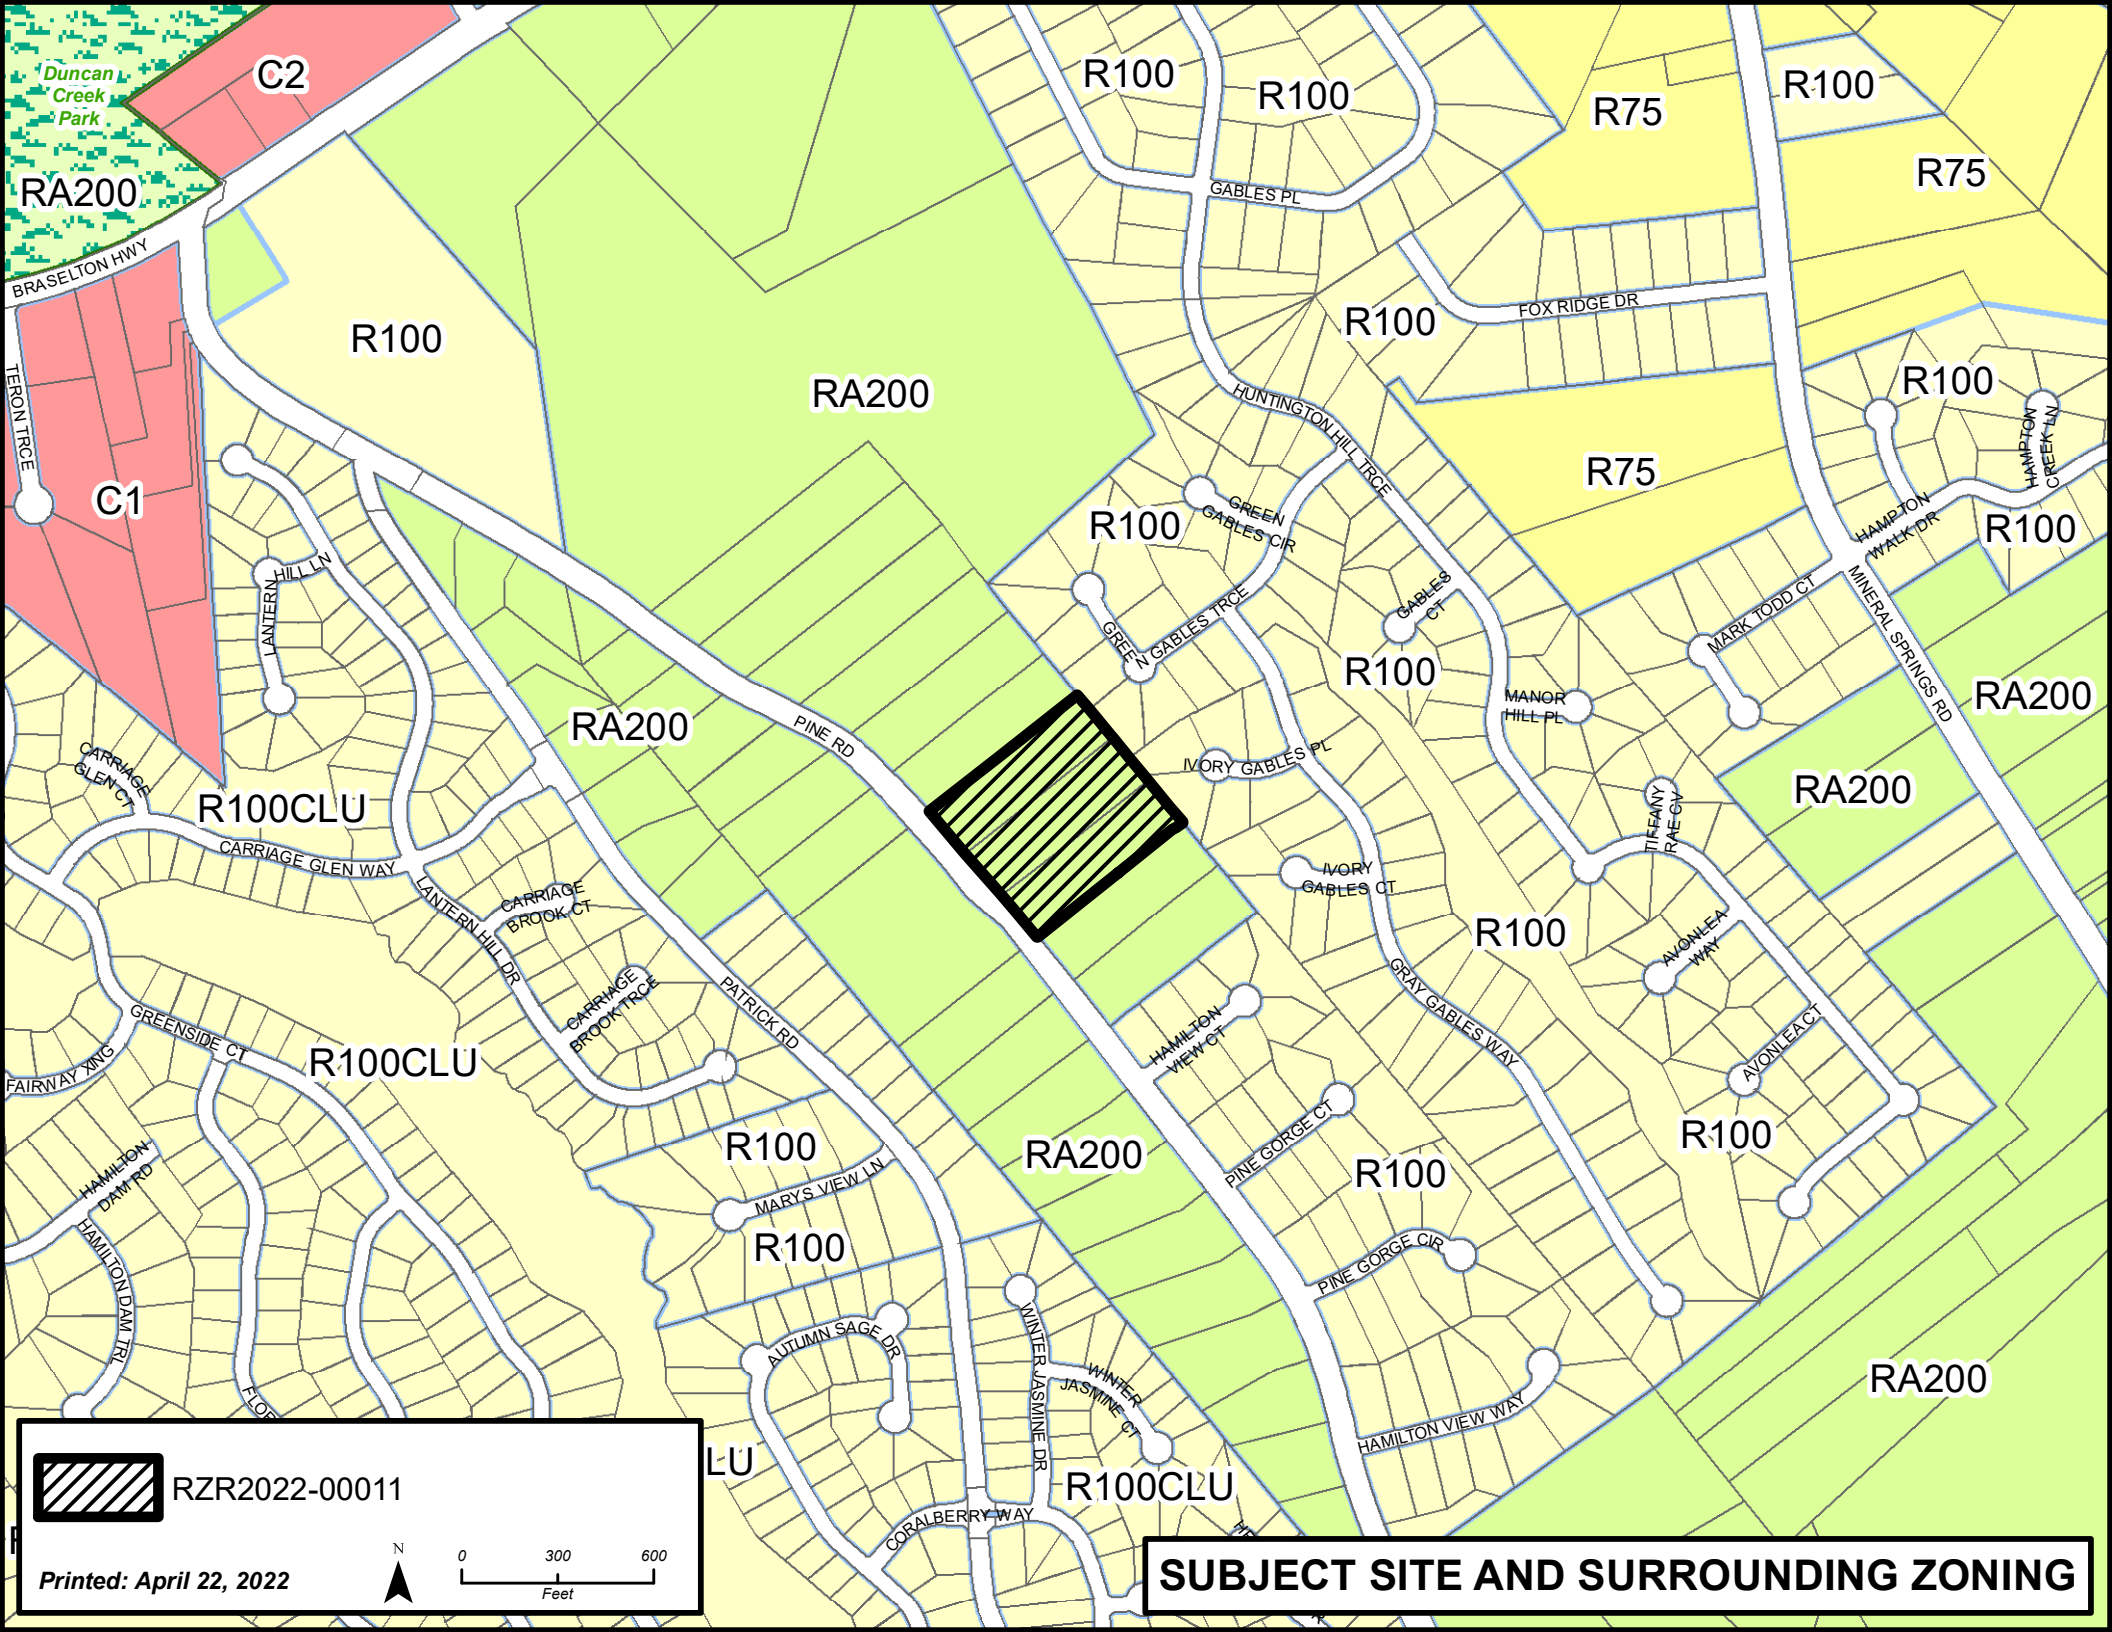 Duncan
Creek
Park
C2
R100
R100
R75
R100
R75
RA200
GABLES PL
BRASELTON HWY
R100
R100
FOX RIDGE DR
TERON TRCE
RA200
R100
HUNTINGTON HILL TRCE
HAMPTON
CREEK LN
C1
R75
R100
GREEN
GABLES CIR
HAMPTON
WALK DR
R100
HILL LN
LANTERN
GABLES
CT
GREE
N GABLES TRCE
MARK TODD CT
MINERAL SPRINGS RD
R100
RA200
PINE RD
MANOR
HILL PL
RA200
CARRIAGE
GLEN CT
R100CLU
IVORY GABLES PL
TIFFANY
RAE CV
RA200
CARRIAGE GLEN WAY
LANTERN HILL DR
CARRIAGE
BROOK CT
IVORY
GABLES CT
R100
AVONLEA
WAY
CARRIAGE
BROOK TRCE
PATRICK RD
GRAY GABLES WAY
GREENSIDE CT
R100CLU
FAIRWAY XING
HAMILTON
VIEW CT
AVONLEA CT
HAMILTON
DAM RD
R100
RA200
PINE GORGE CT
R100
R100
MARYS VIEW LN
HAMILTON DAM TRL
R100
PINE GORGE CIR
AUTUMN SAGE DR
WINTER JASMINE DR
WINTER
JASMINE CT
RA200
FLOR
HAMILTON VIEW WAY
LU
R100CLU
CORALBERRY WAY
RZR2022-00011
Printed: April 22, 2022
N
0 300 600
Feet
SUBJECT SITE AND SURROUNDING ZONING